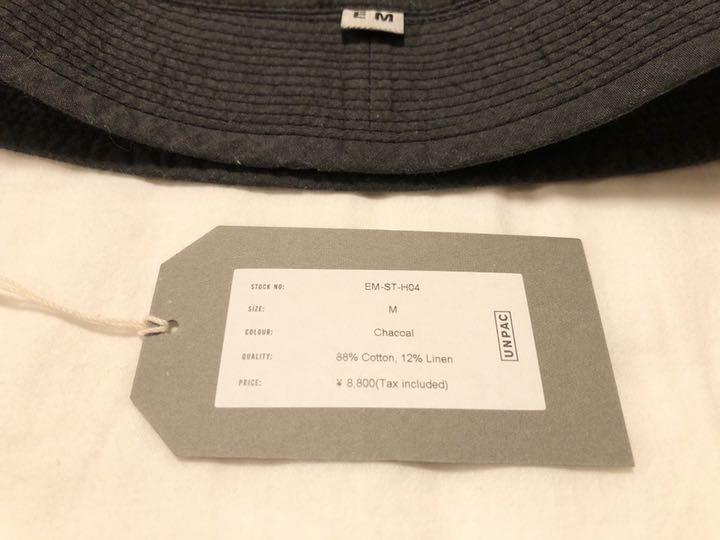 E M
STOCK NO: EM-ST-H04
SIZE: M
COLOUR: Chacoal
QUALITY: 88% Cotton, 12% Linen
PRICE: ¥ 8,800(Tax included)
UNPAC